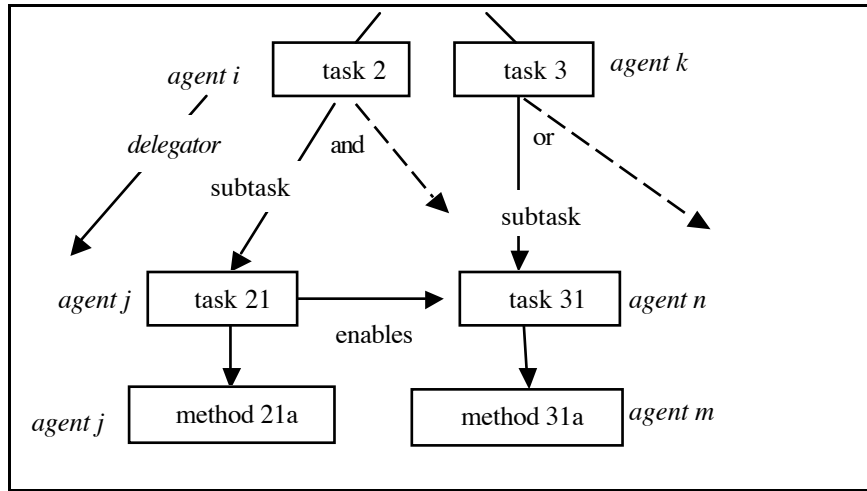 agent i
task 2
task 3
agent k
delegator
and
or
subtask
subtask
agent j
task 21
task 31
agent n
enables
agent j
method 21a
method 31a
agent m